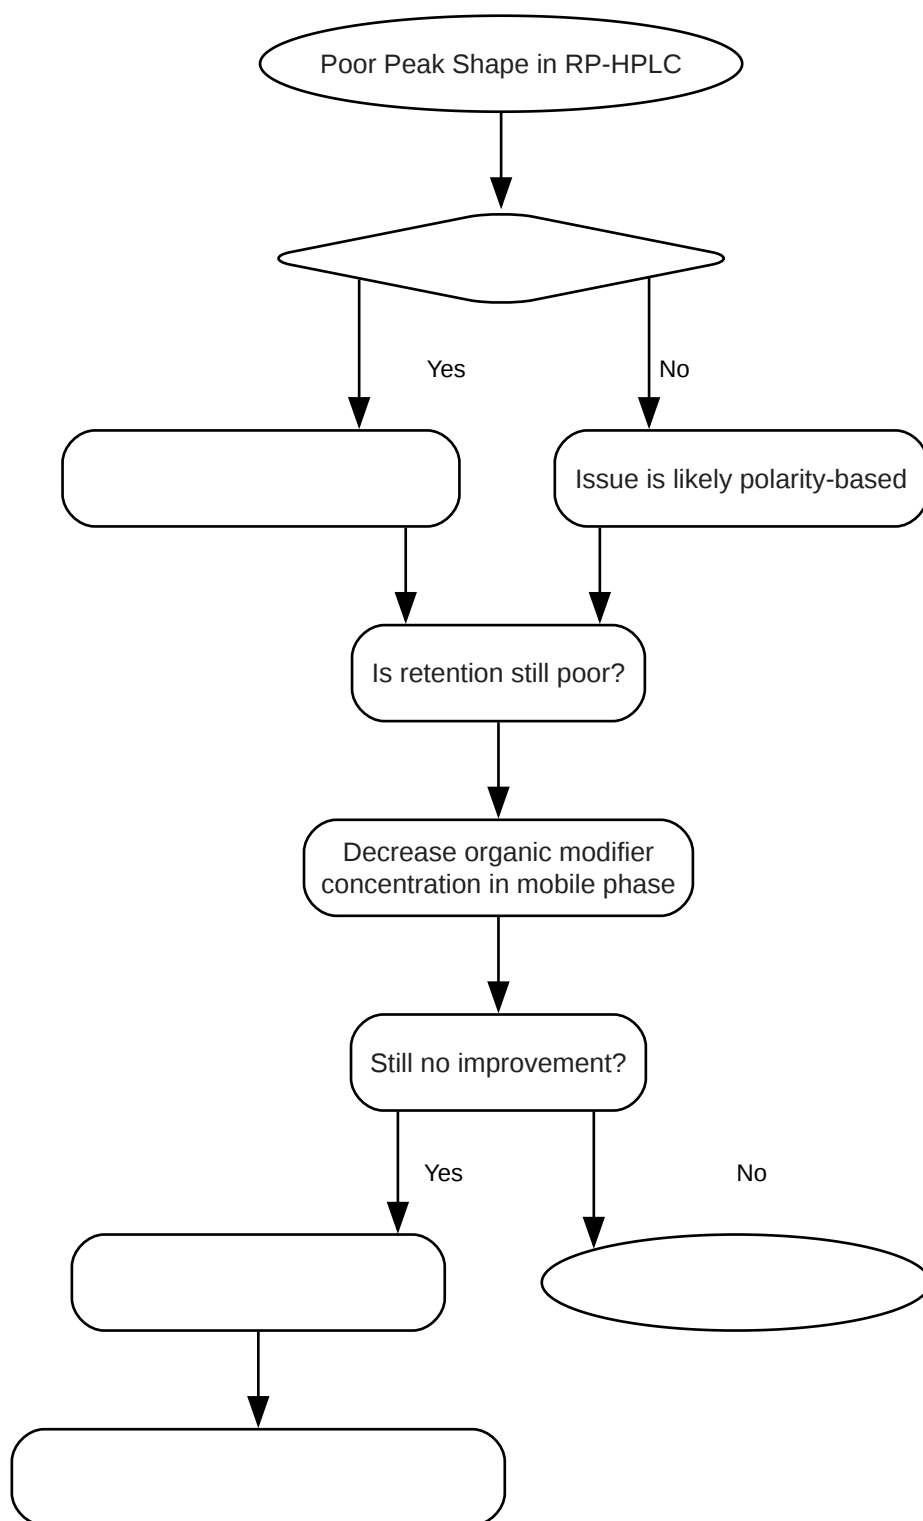 Poor Peak Shape in RP-HPLC
Yes
No
Issue is likely polarity-based
Is retention still poor?
Decrease organic modifier
concentration in mobile phase
Still no improvement?
Yes
No